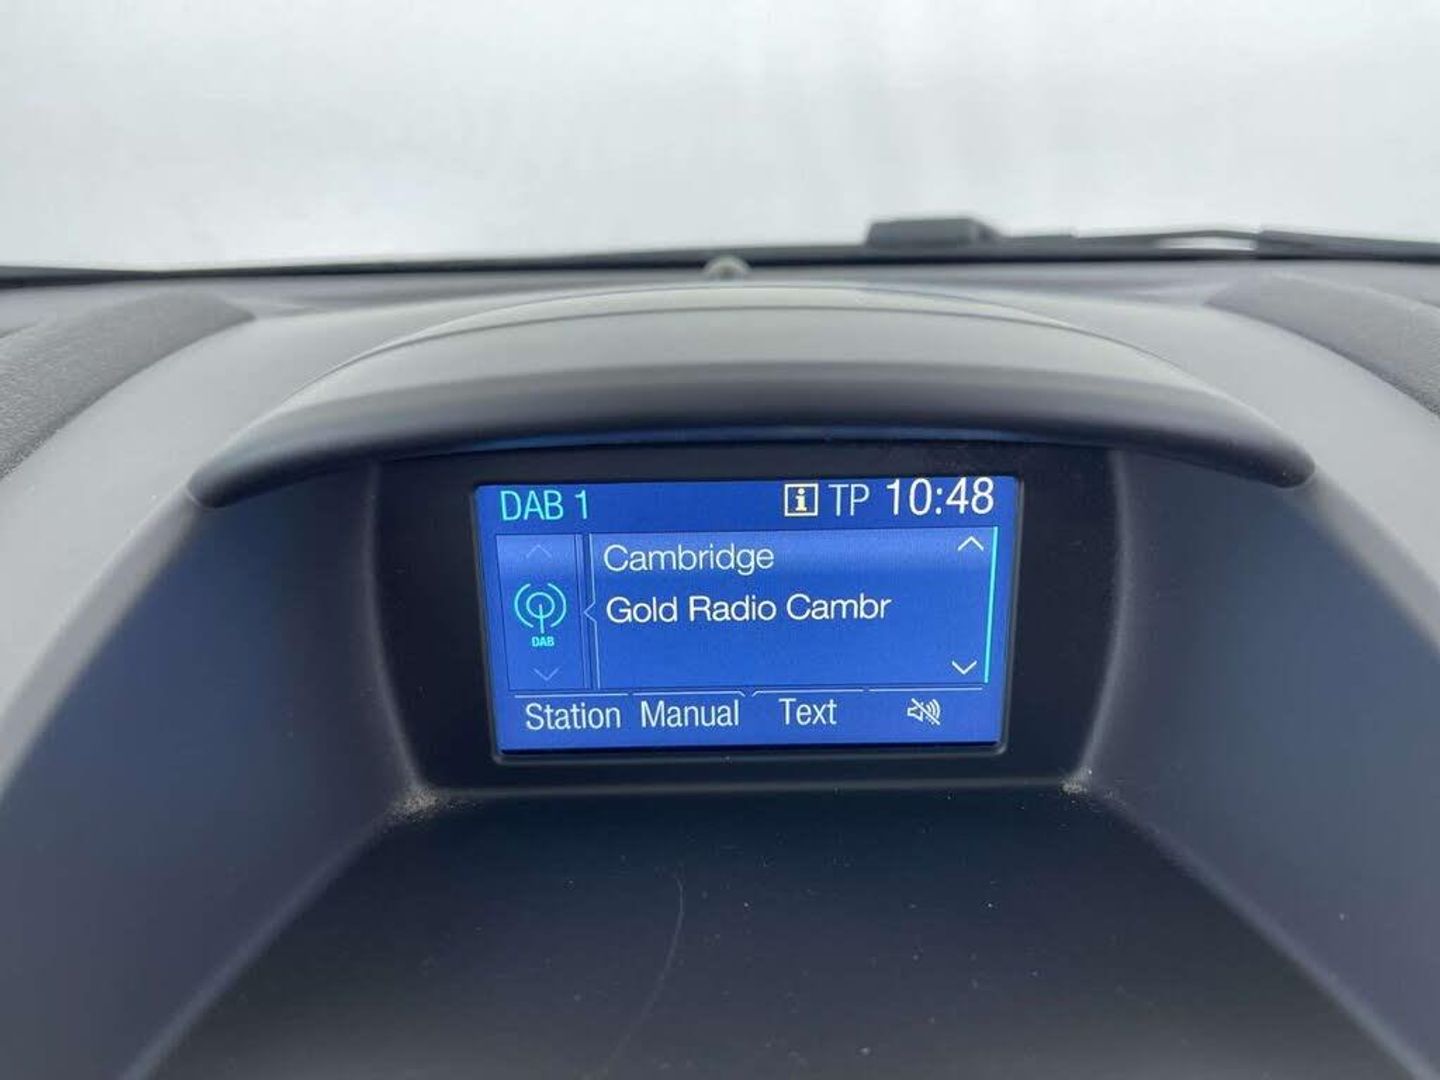 DAB 1 i TP 10:48
Cambridge
Gold Radio Cambr
DAB
Station Manual Text